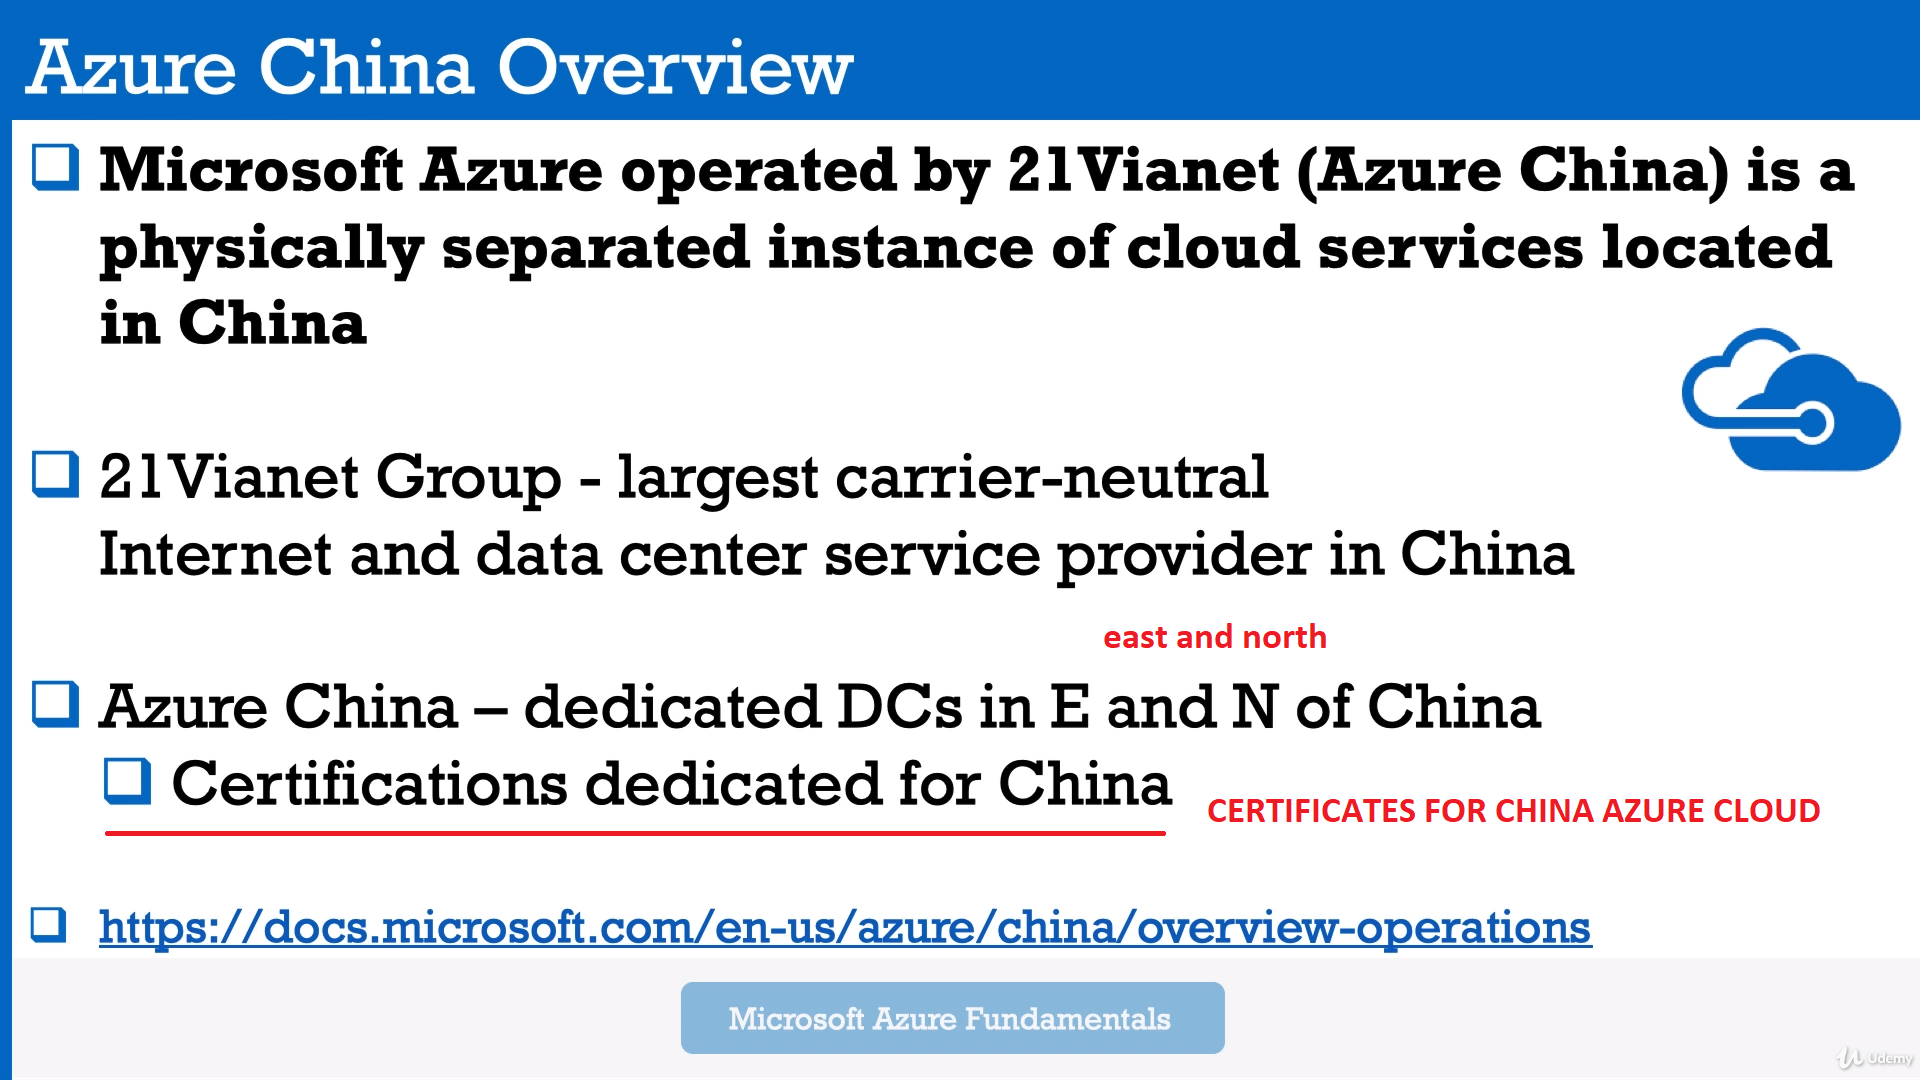 Azure China Overview
Microsoft Azure operated by 21Vianet (Azure China) is a
physically separated instance of cloud services located
in China
21Vianet Group - largest carrier-neutral
Internet and data center service provider in China
east and north
Azure China – dedicated DCs in E and N of China
Certifications dedicated for China
CERTIFICATES FOR CHINA AZURE CLOUD
https://docs.microsoft.com/en-us/azure/china/overview-operations
Microsoft Azure Fundamentals
Udemy